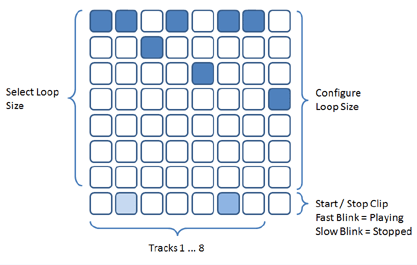 Select Loop
Size
Configure
Loop Size
Start / Stop Clip
Fast Blink = Playing
Slow Blink = Stopped
Tracks 1 ... 8